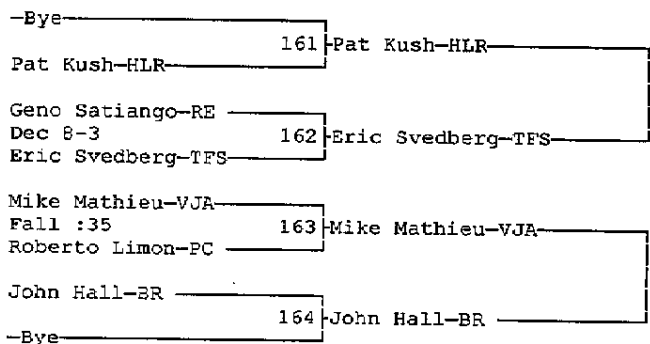 —Bye
161 Pat Kush—HLR
Pat Kush—HLR
Geno Satiango—RE
Dec 8-3
162 Eric Svedberg—TFS
Eric Svedberg—TFS
Mike Mathieu—VJA
Fall :35
163 Mike Mathieu—VJA
Roberto Limon—PC
John Hall—BR
164 John Hall—BR
—Bye